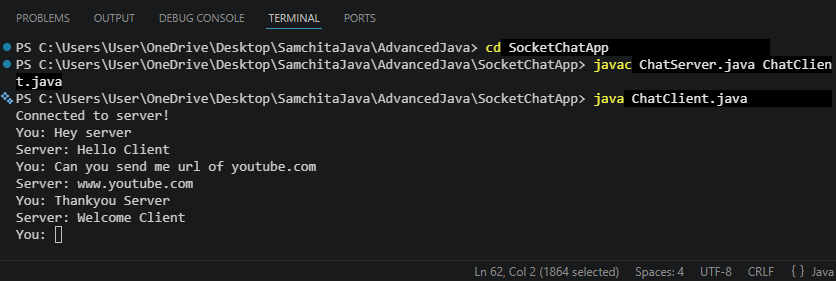 PROBLEMS OUTPUT DEBUG CONSOLE TERMINAL PORTS
PS C:\Users\User\OneDrive\Desktop\SamchitaJava\AdvancedJava> cd SocketChatApp
PS C:\Users\User\OneDrive\Desktop\SamchitaJava\AdvancedJava\SocketChatApp> javac ChatServer.java ChatClien
t.java
PS C:\Users\User\OneDrive\Desktop\SamchitaJava\AdvancedJava\SocketChatApp> java ChatClient.java
Connected to server!
You: Hey server
Server: Hello Client
You: Can you send me url of youtube.com
Server: www.youtube.com
You: Thankyou Server
Server: Welcome Client
You:
Ln 62, Col 2 (1864 selected) Spaces: 4 UTF-8 CRLF { } Java